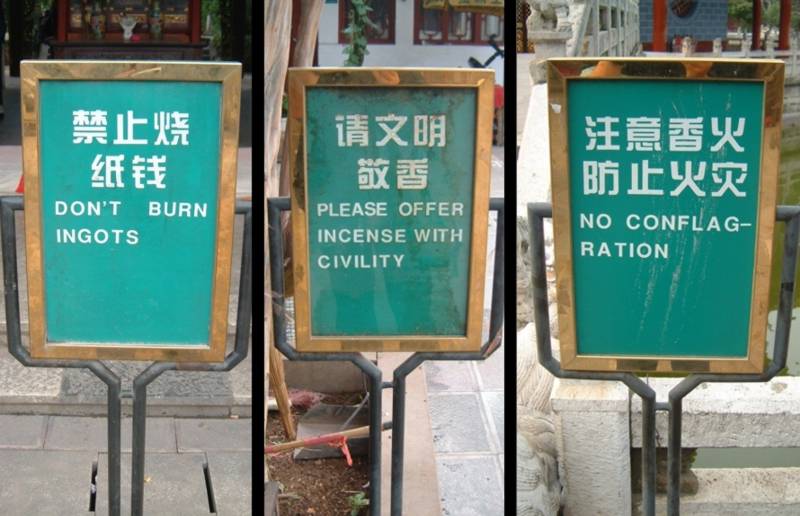 禁止烧
纸钱
DON'T BURN
INGOTS
请文明
敬香
PLEASE OFFER
INCENSE WITH
CIVILITY
注意香火
防止火灾
NO CONFLAG-
RATION